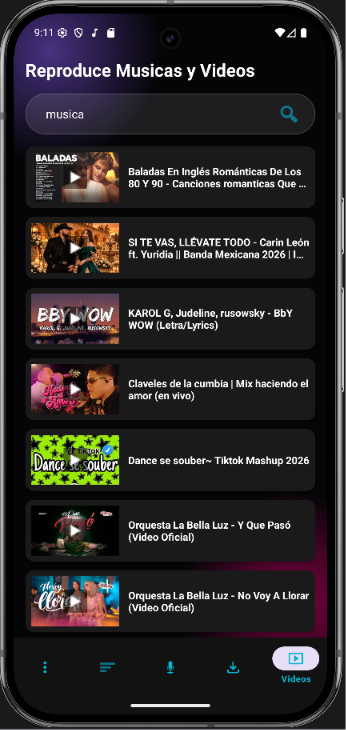 9:11
Reproduce Musicas y Videos
musica
BALADAS
Baladas En Inglés Románticas De Los
80 Y 90 - Canciones romanticas Que ...
SI TE VAS, LLÉVATE TODO - Carin León
ft. Yuridia || Banda Mexicana 2026 | I...
BBY WOW
KAROL G, JUDELINE, RUSOWSKY
KAROL G, Judeline, rusowsky - BbY
WOW (Letra/Lyrics)
Claveles de la cumbia | Mix haciendo el
amor (en vivo)
Dance se souber
Dance se souber~ Tiktok Mashup 2026
Orquesta La Bella Luz - Y Que Pasó
(Video Oficial)
Orquesta La Bella Luz - No Voy A Llorar
(Video Oficial)
Videos